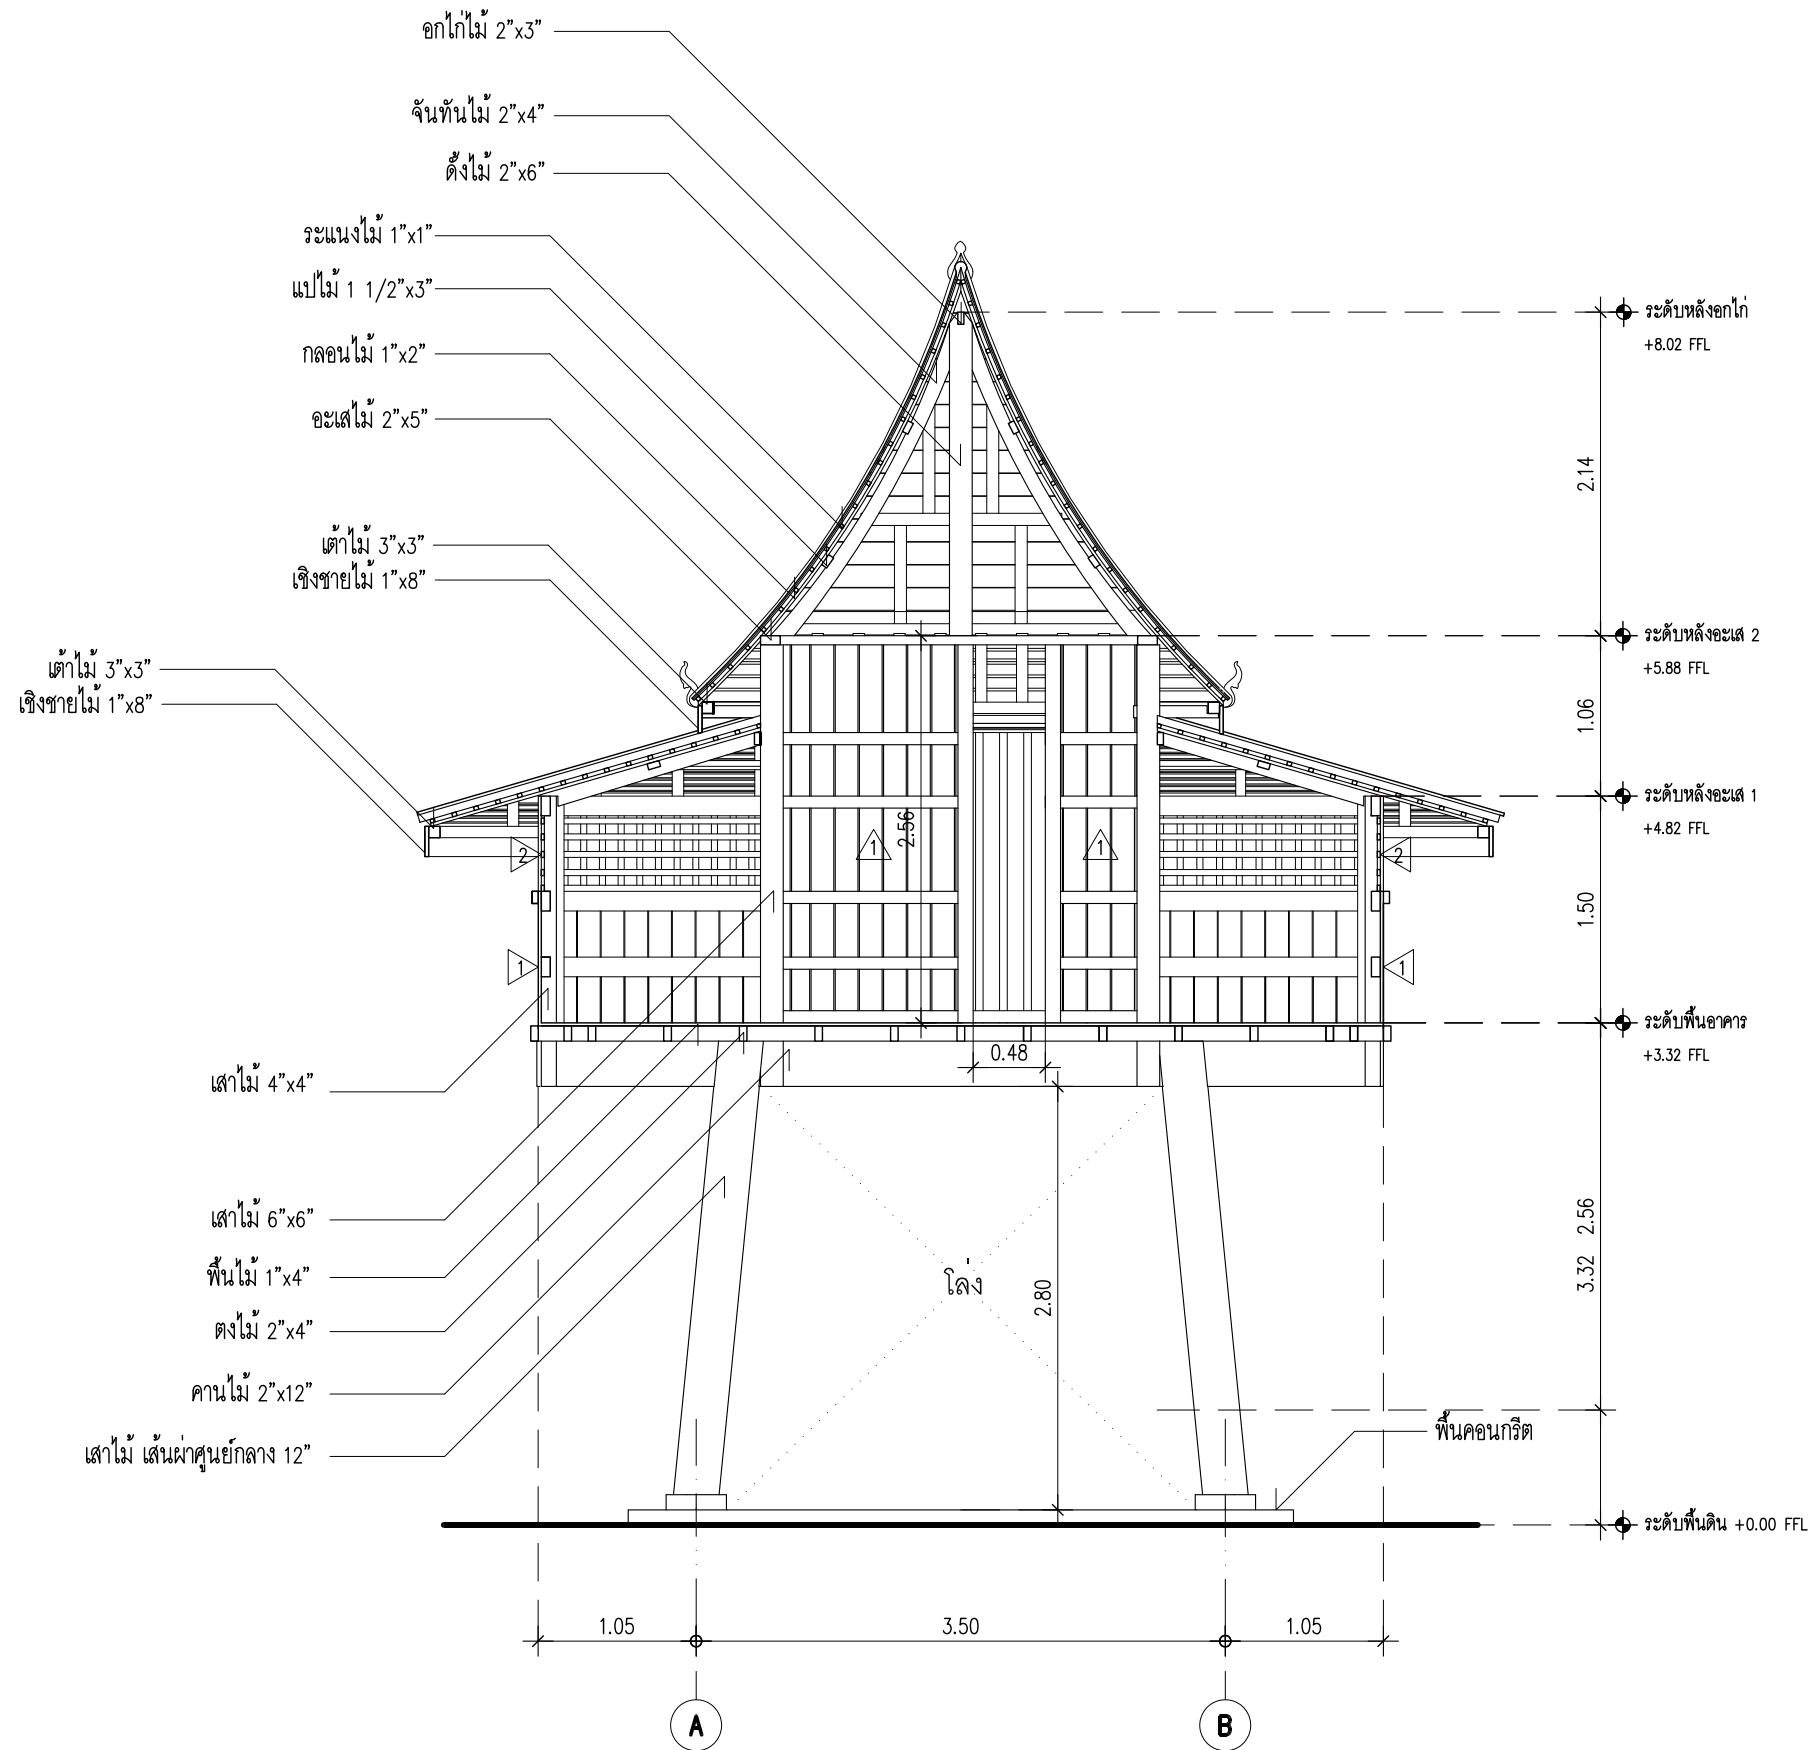 อกไก่ไม้ 2"x3"
จันทันไม้ 2"x4"
ดั้งไม้ 2"x6"
ระแนงไม้ 1"x1"
แปไม้ 1 1/2"x3"
กลอนไม้ 1"x2"
อะเสไม้ 2"x5"
เต้าไม้ 3"x3"
เชิงชายไม้ 1"x8"
เต้าไม้ 3"x3"
เชิงชายไม้ 1"x8"
เสาไม้ 4"x4"
เสาไม้ 6"x6"
พื้นไม้ 1"x4"
ตงไม้ 2"x4"
คานไม้ 2"x12"
เสาไม้ เส้นผ่าศูนย์กลาง 12"
2.56
1
1
2
2
1
1
0.48
โล่ง
2.80
พื้นคอนกรีต
2.14
1.06
1.50
2.56
3.32
ระดับหลังอกไก่
+8.02 FFL
ระดับหลังอะเส 2
+5.88 FFL
ระดับหลังอะเส 1
+4.82 FFL
ระดับพื้นอาคาร
+3.32 FFL
ระดับพื้นดิน +0.00 FFL
1.05
3.50
1.05
A
B